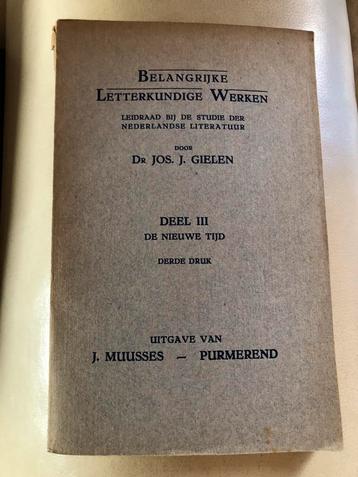 BELANGRIJKE
LETTERKUNDIGE WERKEN
LEIDRAAD BIJ DE STUDIE DER
NEDERLANDSE LITERATUUR
DOOR
DR JOS. J. GIELEN
DEEL III
DE NIEUWE TIJD
DERDE DRUK
UITGAVE VAN
J. MUUSSES — PURMEREND